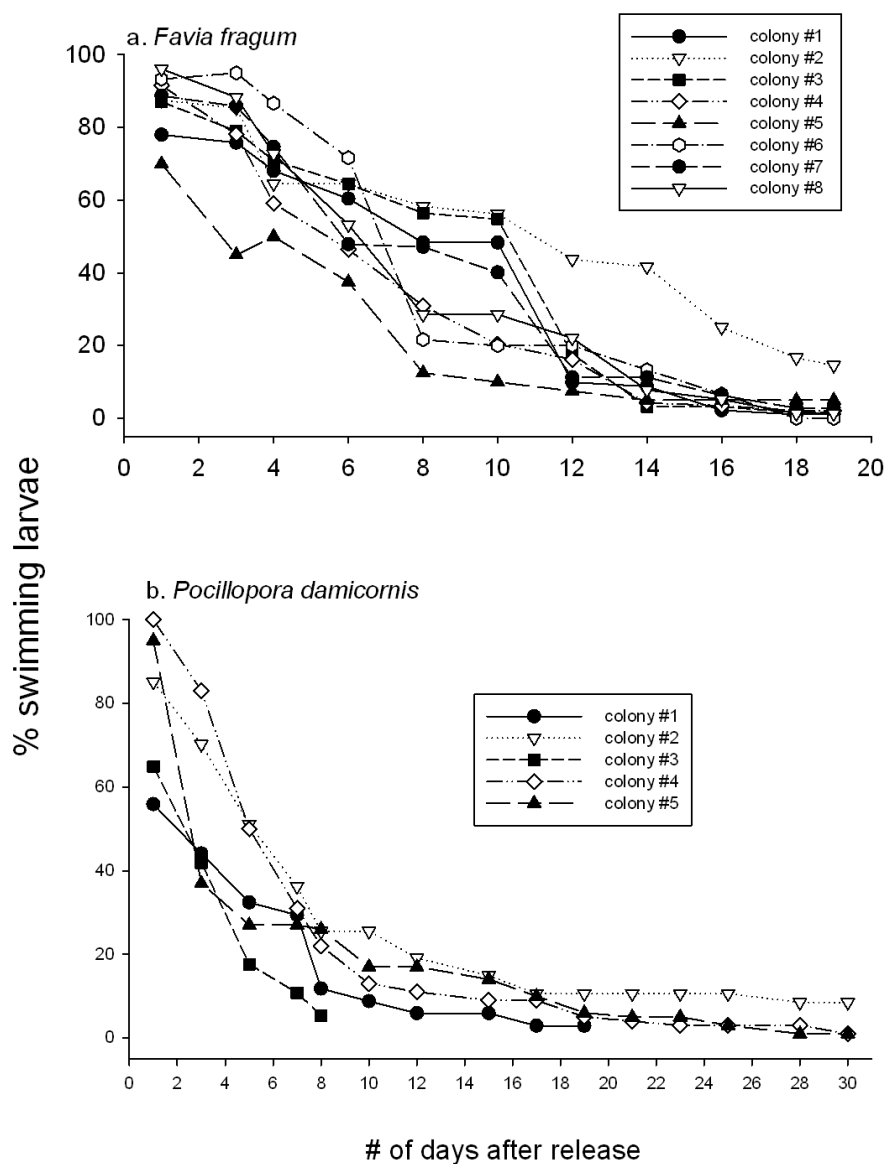 a. Favia fragum
colony #1
colony #2
colony #3
colony #4
colony #5
colony #6
colony #7
colony #8
100
80
60
40
20
0
0 2 4 6 8 10 12 14 16 18 20
% swimming larvae
b. Pocillopora damicornis
colony #1
colony #2
colony #3
colony #4
colony #5
100
80
60
40
20
0
0 2 4 6 8 10 12 14 16 18 20 22 24 26 28 30
# of days after release